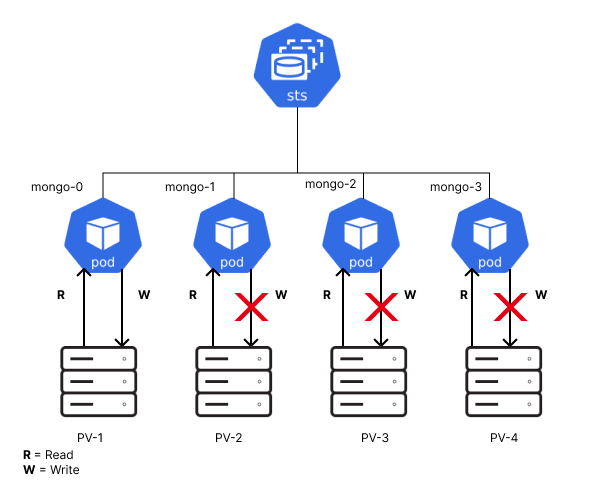 sts
mongo-0
mongo-1
mongo-2
mongo-3
pod
pod
pod
pod
R
W
R
W
R
W
R
W
PV-1
PV-2
PV-3
PV-4
R = Read
W = Write